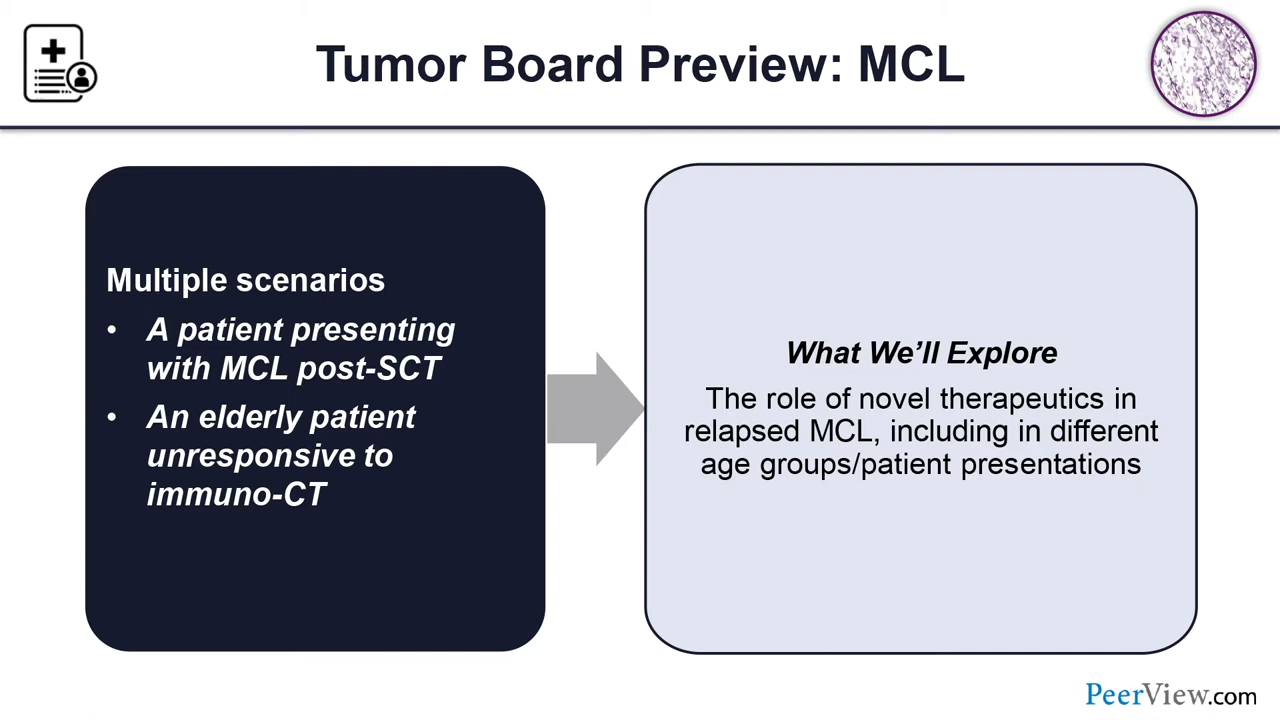 Tumor Board Preview: MCL
Multiple scenarios
• A patient presenting
with MCL post-SCT
• An elderly patient
unresponsive to
immuno-CT
What We’ll Explore
The role of novel therapeutics in
relapsed MCL, including in different
age groups/patient presentations
PeerView.com